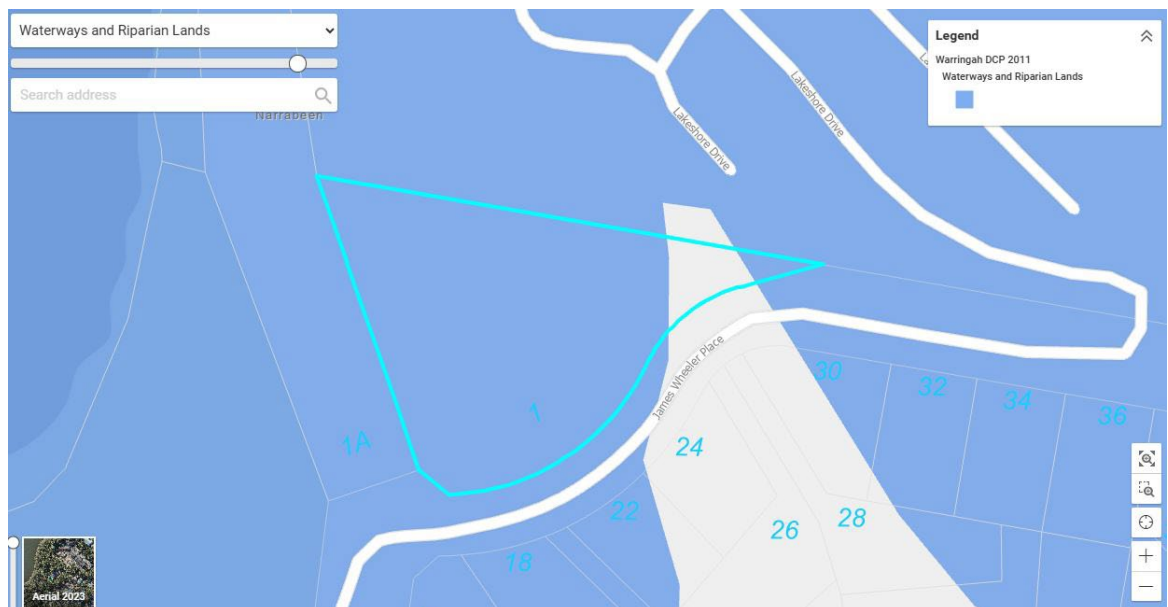 Waterways and Riparian Lands
Search address
Narrabeen
Legend
Warringah DCP 2011
Waterways and Riparian Lands
Lakeshore Drive
Lakeshore Drive
James Wheeler Place
1
1A
18
22
24
26
28
30
32
34
36
Aerial 2023